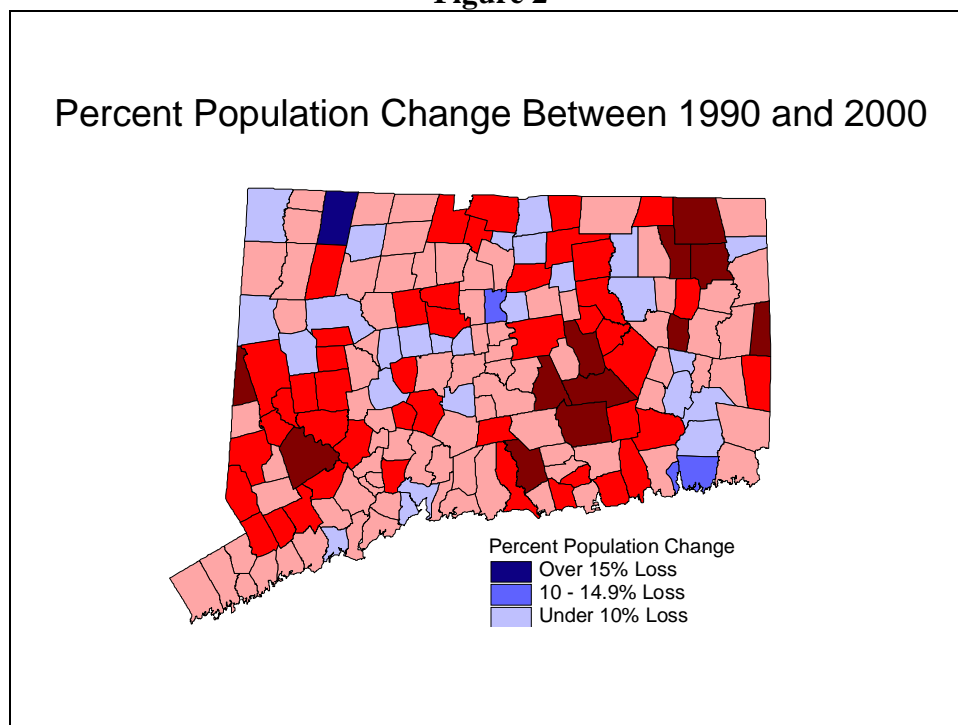 Figure 2
Percent Population Change Between 1990 and 2000
Percent Population Change
Over 15% Loss
10 - 14.9% Loss
Under 10% Loss